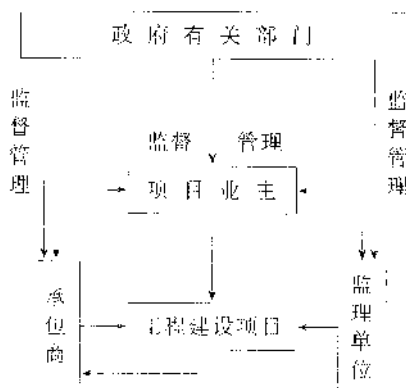 政府有关部门
监督管理
监督 管理
监督管理
项目业主
承包商
工程建设项目
监理单位